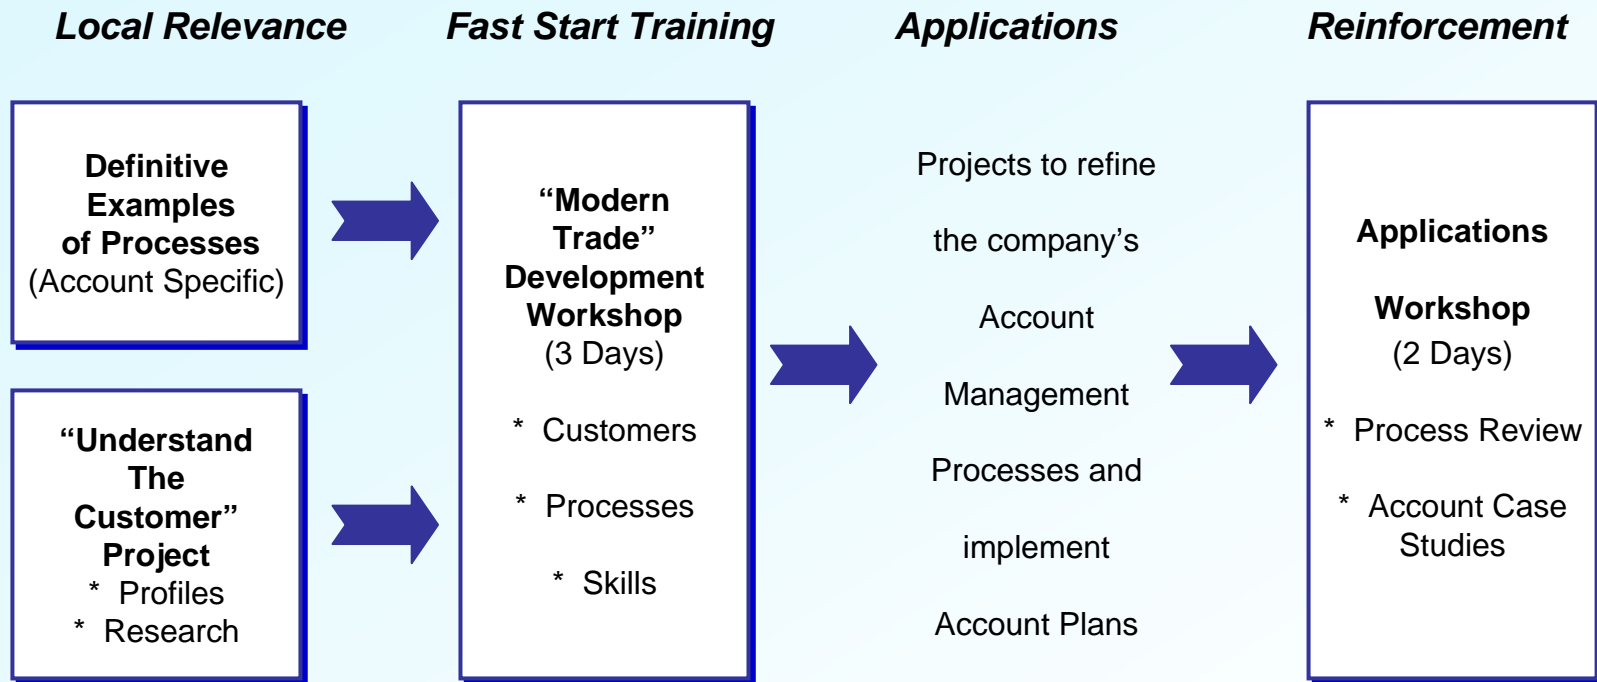 Local Relevance
Fast Start Training
Applications
Reinforcement
Definitive
Examples
of Processes
(Account Specific)
“Understand
The
Customer”
Project
* Profiles
* Research
“Modern
Trade”
Development
Workshop
(3 Days)
* Customers
* Processes
* Skills
Projects to refine
the company’s
Account
Management
Processes and
implement
Account Plans
Applications
Workshop
(2 Days)
* Process Review
* Account Case
Studies